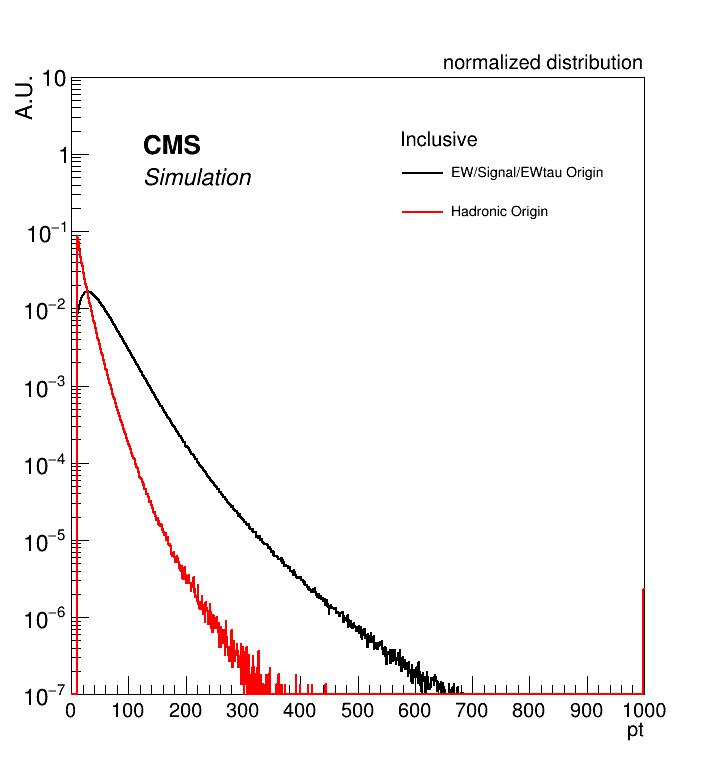 normalized distribution
A.U.
10
1
10−1
10−2
10−3
10−4
10−5
10−6
10−7
CMS
Simulation
Inclusive
EW/Signal/EWtau Origin
Hadronic Origin
0 100 200 300 400 500 600 700 800 900 1000
pt